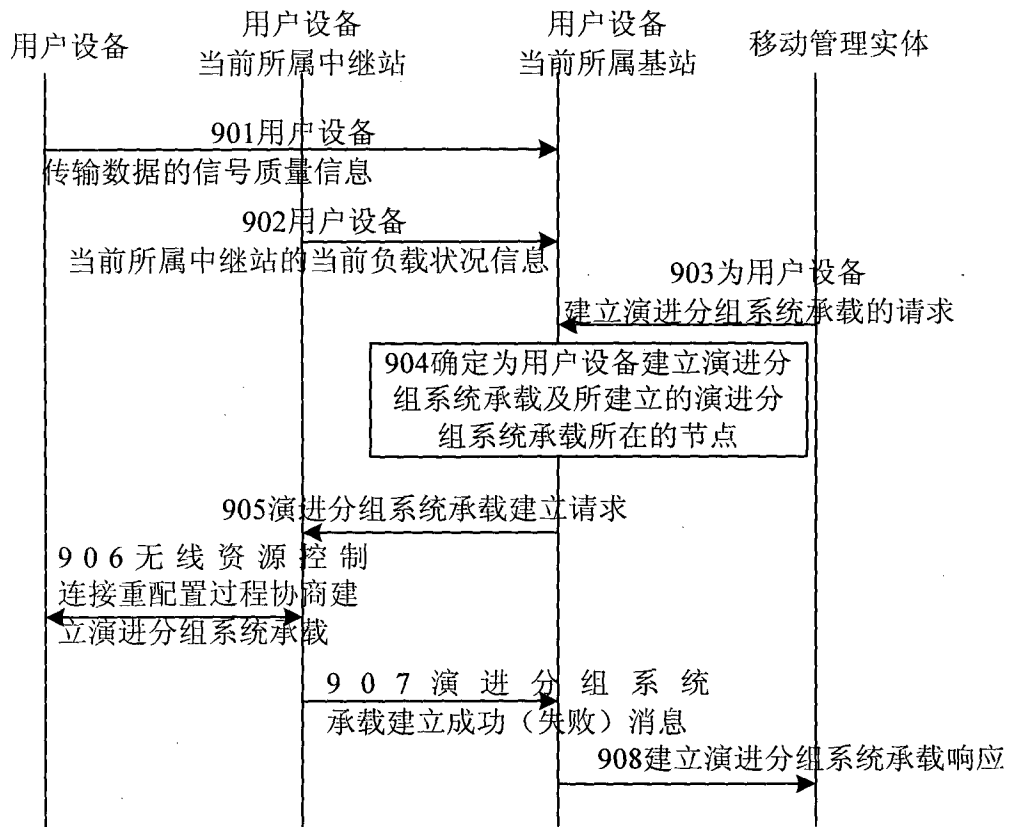 用户设备
用户设备
当前所属中继站
用户设备
当前所属基站
移动管理实体
901用户设备
传输数据的信号质量信息
902用户设备
当前所属中继站的当前负载状况信息
903为用户设备
建立演进分组系统承载的请求
904确定为用户设备建立演进分
组系统承载及所建立的演进分
组系统承载所在的节点
905演进分组系统承载建立请求
906无线资源控制
连接重配置过程协商建
立演进分组系统承载
907演进分组系统
承载建立成功（失败）消息
908建立演进分组系统承载响应